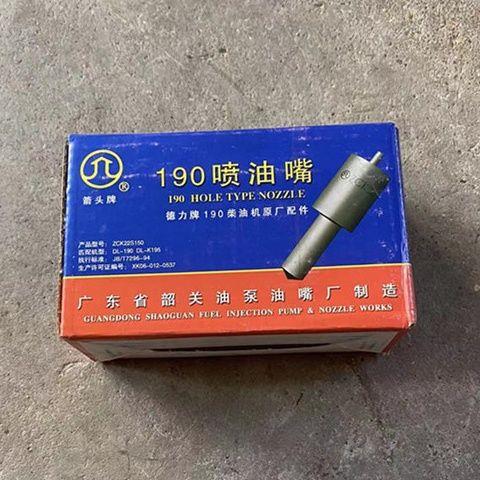 190喷油嘴
190 HOLE TYPE NOZZLE
德力牌190柴油机原厂配件
箭头牌
®
产品型号: ZCK22S150
匹配机型: DL-190 DL-K195
执行标准: JB/T7296-94
生产许可证编号: XK06-012-0537
广东省韶关油泵油嘴厂制造
GUANGDONG SHAOGUAN FUEL INJECTION PUMP & NOZZLE WORKS